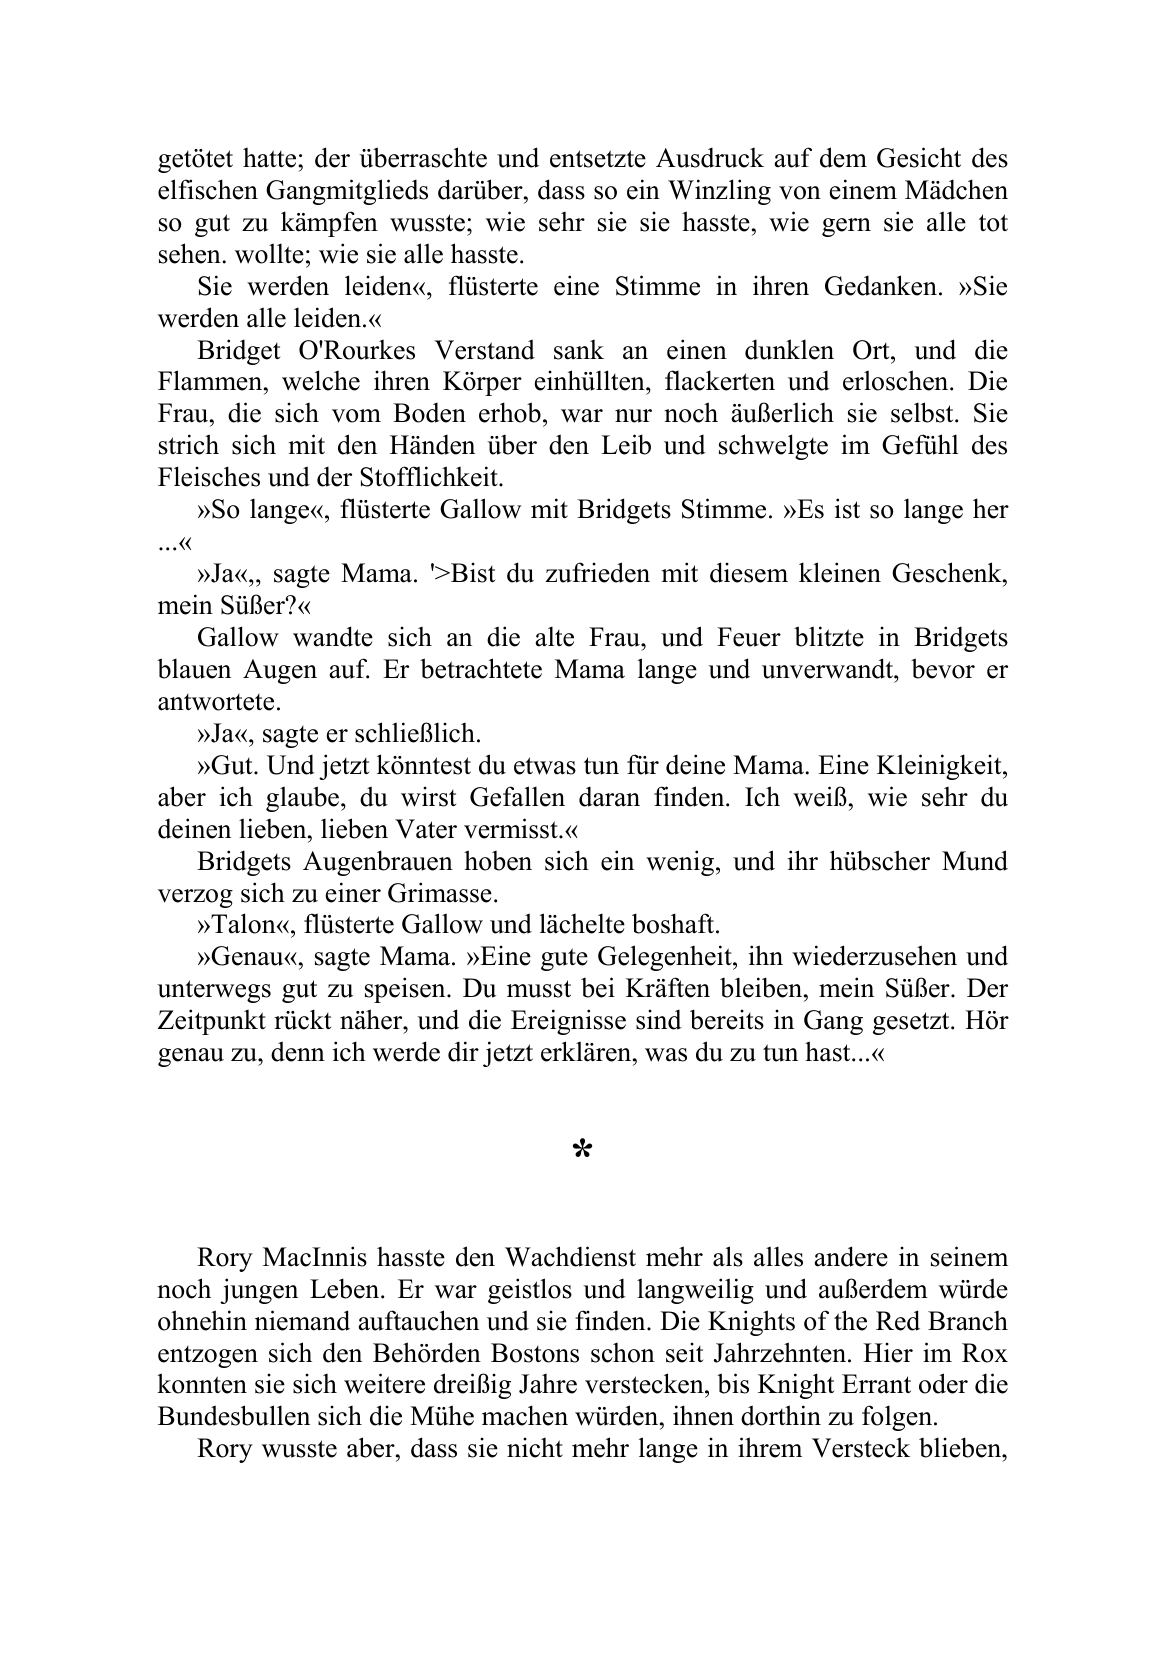 getötet hatte; der überraschte und entsetzte Ausdruck auf dem Gesicht des
elfischen Gangmitglieds darüber, dass so ein Winzling von einem Mädchen
so gut zu kämpfen wusste; wie sehr sie sie hasste, wie gern sie alle tot
sehen. wollte; wie sie alle hasste.
Sie werden leiden«, flüsterte eine Stimme in ihren Gedanken. »Sie
werden alle leiden.«
Bridget O'Rourkes Verstand sank an einen dunklen Ort, und die
Flammen, welche ihren Körper einhüllten, flackerten und erloschen. Die
Frau, die sich vom Boden erhob, war nur noch äußerlich sie selbst. Sie
strich sich mit den Händen über den Leib und schwelgte im Gefühl des
Fleisches und der Stofflichkeit.
»So lange«, flüsterte Gallow mit Bridgets Stimme. »Es ist so lange her
...«
»Ja«,, sagte Mama. '>Bist du zufrieden mit diesem kleinen Geschenk,
mein Süßer?«
Gallow wandte sich an die alte Frau, und Feuer blitzte in Bridgets
blauen Augen auf. Er betrachtete Mama lange und unverwandt, bevor er
antwortete.
»Ja«, sagte er schließlich.
»Gut. Und jetzt könntest du etwas tun für deine Mama. Eine Kleinigkeit,
aber ich glaube, du wirst Gefallen daran finden. Ich weiß, wie sehr du
deinen lieben, lieben Vater vermisst.«
Bridgets Augenbrauen hoben sich ein wenig, und ihr hübscher Mund
verzog sich zu einer Grimasse.
»Talon«, flüsterte Gallow und lächelte boshaft.
»Genau«, sagte Mama. »Eine gute Gelegenheit, ihn wiederzusehen und
unterwegs gut zu speisen. Du musst bei Kräften bleiben, mein Süßer. Der
Zeitpunkt rückt näher, und die Ereignisse sind bereits in Gang gesetzt. Hör
genau zu, denn ich werde dir jetzt erklären, was du zu tun hast...«
*
Rory MacInnis hasste den Wachdienst mehr als alles andere in seinem
noch jungen Leben. Er war geistlos und langweilig und außerdem würde
ohnehin niemand auftauchen und sie finden. Die Knights of the Red Branch
entzogen sich den Behörden Bostons schon seit Jahrzehnten. Hier im Rox
konnten sie sich weitere dreißig Jahre verstecken, bis Knight Errant oder die
Bundesbullen sich die Mühe machen würden, ihnen dorthin zu folgen.
Rory wusste aber, dass sie nicht mehr lange in ihrem Versteck blieben,